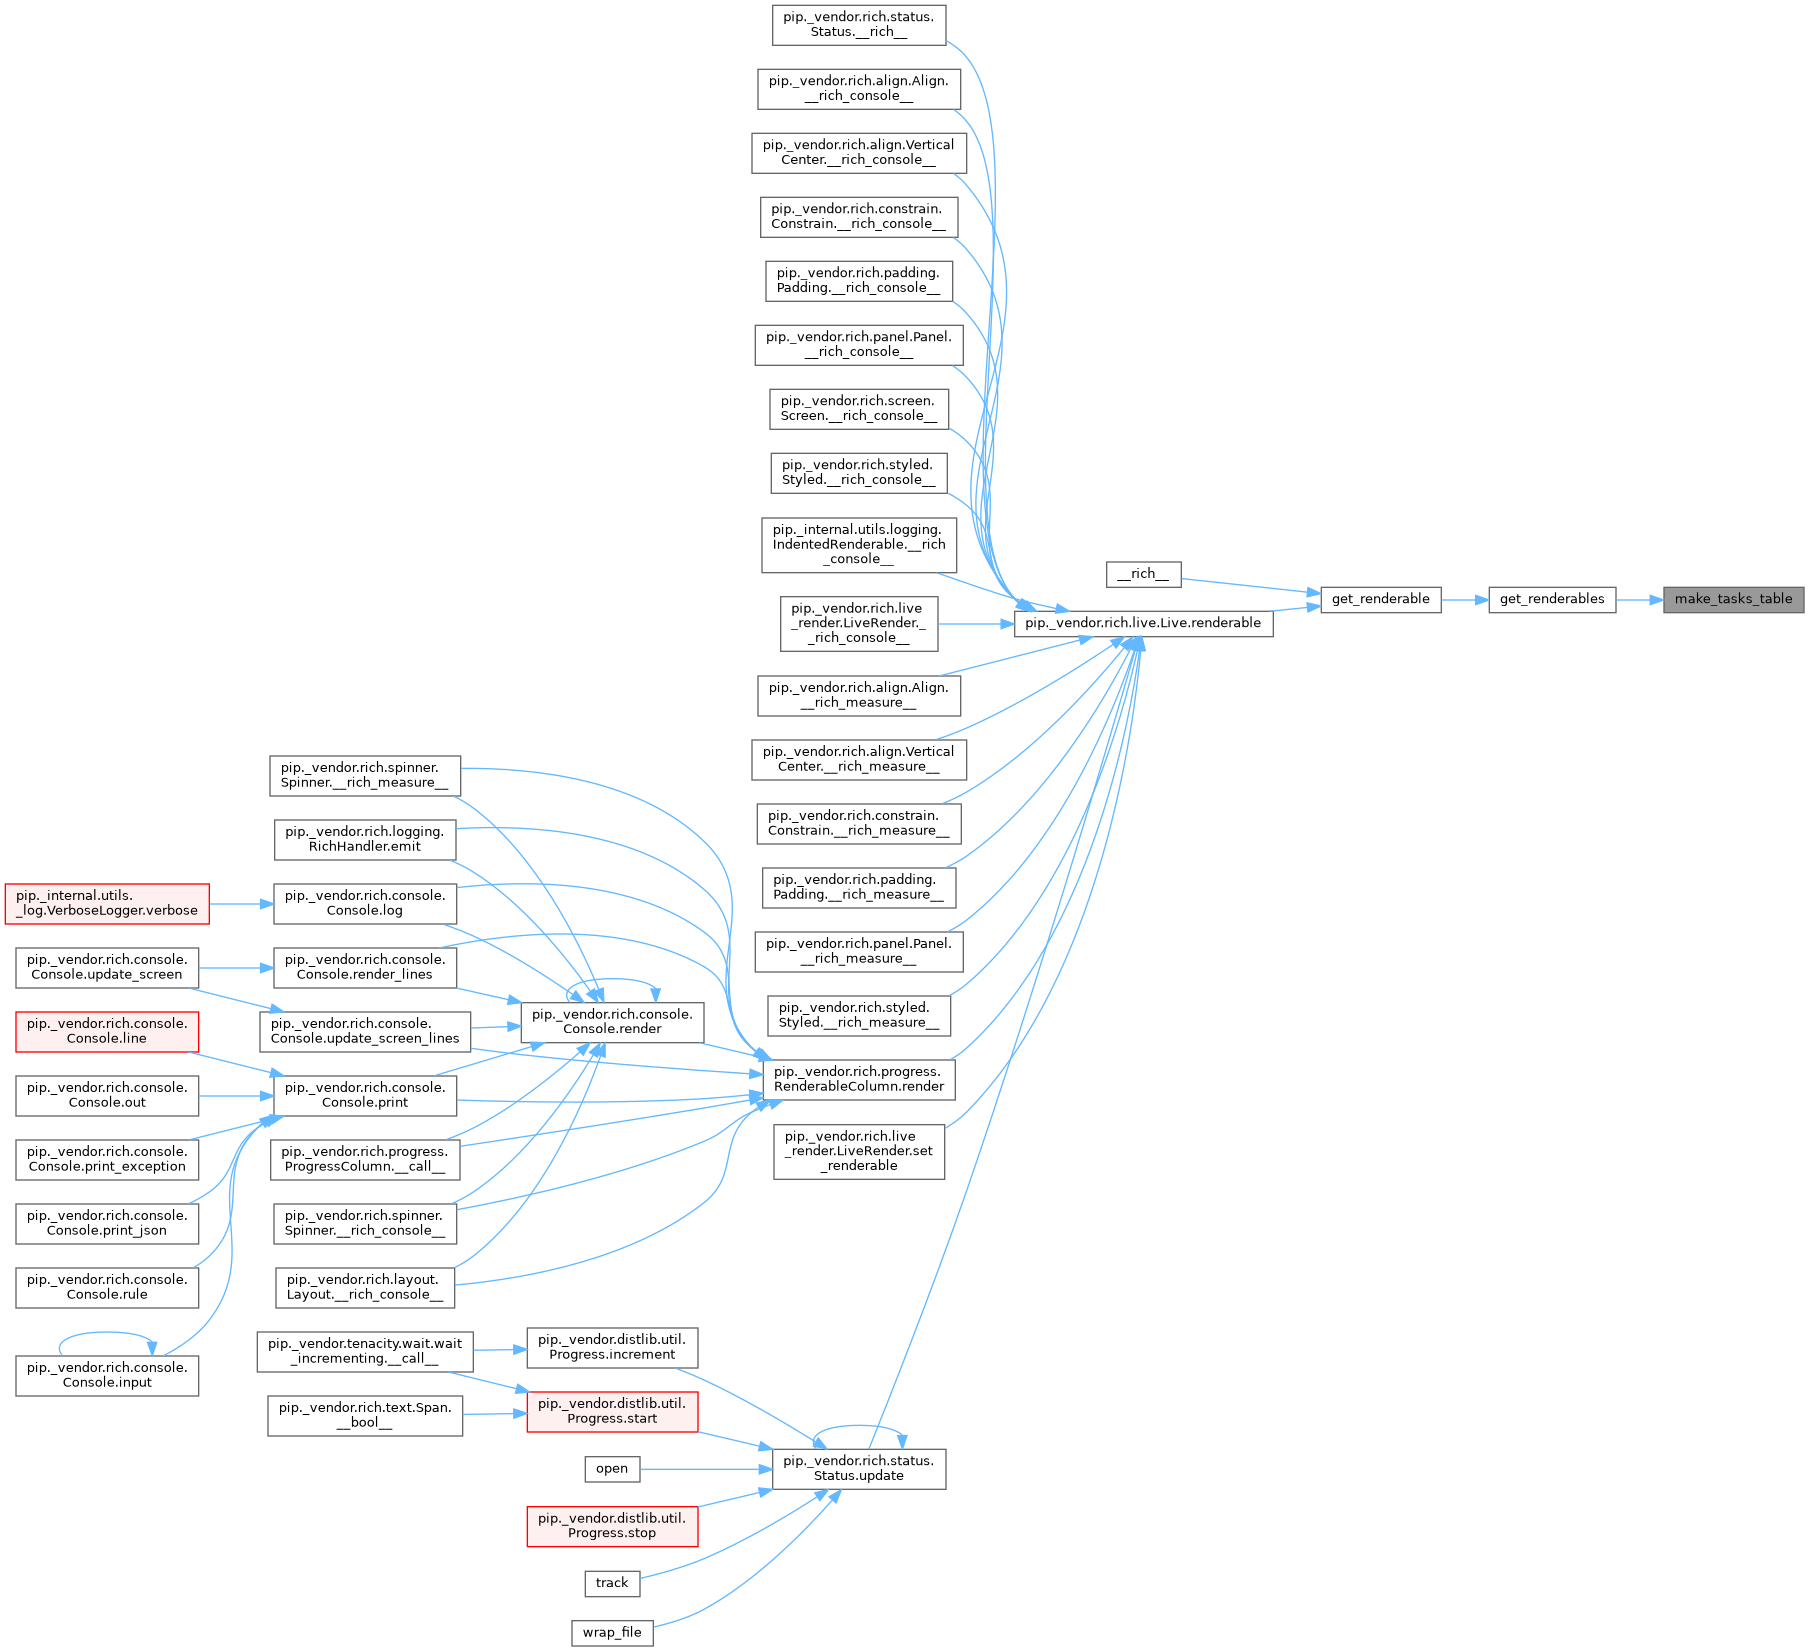 pip._vendor.rich.status.
Status.__rich__
pip._vendor.rich.align.Align.
__rich_console__
pip._vendor.rich.align.Vertical
Center.__rich_console__
pip._vendor.rich.constrain.
Constrain.__rich_console__
pip._vendor.rich.padding.
Padding.__rich_console__
pip._vendor.rich.panel.Panel.
__rich_console__
pip._vendor.rich.screen.
Screen.__rich_console__
pip._vendor.rich.styled.
Styled.__rich_console__
pip._internal.utils.logging.
IndentedRenderable.__rich
_console__
pip._vendor.rich.live
_render.LiveRender._
_rich_console__
__rich__
get_renderable
get_renderables
make_tasks_table
pip._vendor.rich.live.Live.renderable
pip._vendor.rich.align.Align.
__rich_measure__
pip._vendor.rich.align.Vertical
Center.__rich_measure__
pip._vendor.rich.constrain.
Constrain.__rich_measure__
pip._vendor.rich.padding.
Padding.__rich_measure__
pip._vendor.rich.panel.Panel.
__rich_measure__
pip._vendor.rich.styled.
Styled.__rich_measure__
pip._vendor.rich.progress.
RenderableColumn.render
pip._vendor.rich.live
_render.LiveRender.set
_renderable
pip._vendor.rich.spinner.
Spinner.__rich_measure__
pip._vendor.rich.logging.
RichHandler.emit
pip._internal.utils.
_log.VerboseLogger.verbose
pip._vendor.rich.console.
Console.log
pip._vendor.rich.console.
Console.update_screen
pip._vendor.rich.console.
Console.render_lines
pip._vendor.rich.console.
Console.render
pip._vendor.rich.console.
Console.line
pip._vendor.rich.console.
Console.update_screen_lines
pip._vendor.rich.console.
Console.out
pip._vendor.rich.console.
Console.print
pip._vendor.rich.console.
Console.print_exception
pip._vendor.rich.progress.
ProgressColumn.__call__
pip._vendor.rich.console.
Console.print_json
pip._vendor.rich.spinner.
Spinner.__rich_console__
pip._vendor.rich.console.
Console.rule
pip._vendor.rich.layout.
Layout.__rich_console__
pip._vendor.rich.console.
Console.input
pip._vendor.tenacity.wait.wait
_incrementing.__call__
pip._vendor.distlib.util.
Progress.increment
pip._vendor.rich.text.Span.
__bool__
pip._vendor.distlib.util.
Progress.start
open
pip._vendor.rich.status.
Status.update
pip._vendor.distlib.util.
Progress.stop
track
wrap_file